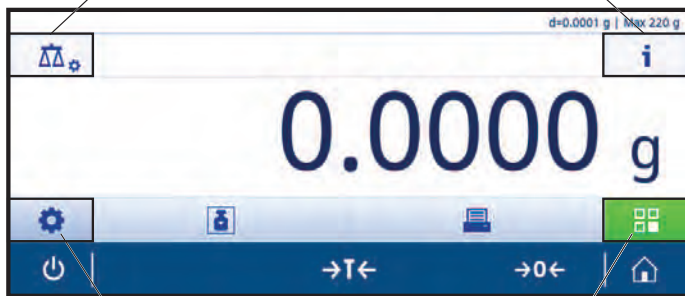 d=0.0001 g | Max 220 g
i
0.0000 g
→T← →0←